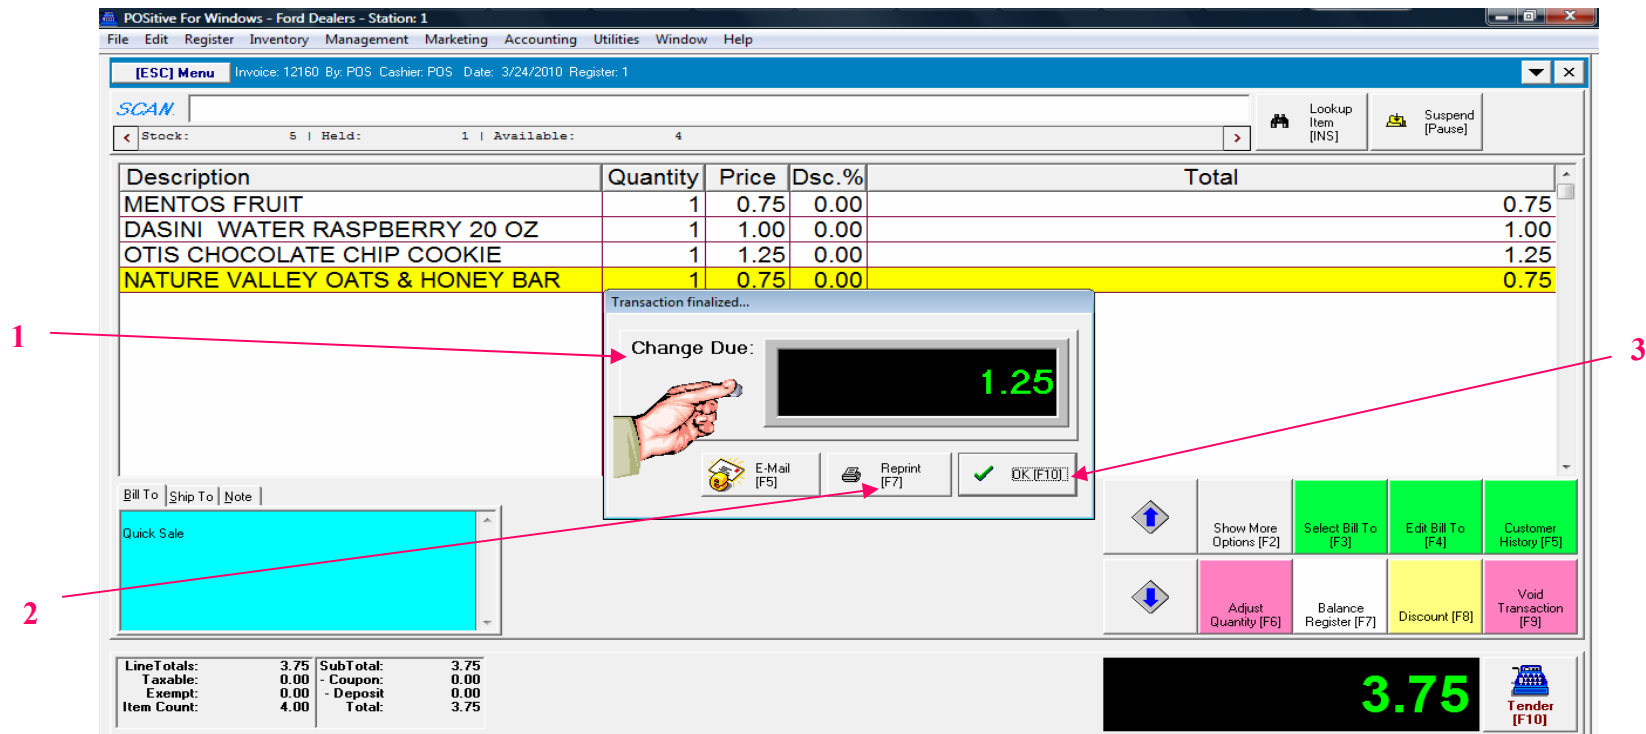 POSitive For Windows - Ford Dealers - Station: 1
File Edit Register Inventory Management Marketing Accounting Utilities Window Help
[ESC] Menu Invoice: 12160 By: POS Cashier: POS Date: 3/24/2010 Register: 1
SCAN:
Lookup Item [INS]
Suspend [Pause]
Stock: 5 | Held: 1 | Available: 4
Description Quantity Price Dsc.% Total
MENTOS FRUIT 1 0.75 0.00 0.75
DASINI WATER RASPBERRY 20 OZ 1 1.00 0.00 1.00
OTIS CHOCOLATE CHIP COOKIE 1 1.25 0.00 1.25
NATURE VALLEY OATS & HONEY BAR 1 0.75 0.00 0.75
Transaction finalized...
1
Change Due:
1.25
3
E-Mail [F5]
Reprint [F7]
OK [F10]
Bill To Ship To Note
Quick Sale
2
Show More Options [F2]
Select Bill To [F3]
Edit Bill To [F4]
Customer History [F5]
Adjust Quantity [F6]
Balance Register [F7]
Discount [F8]
Void Transaction [F9]
LineTotals: 3.75 SubTotal: 3.75
Taxable: 0.00 - Coupon: 0.00
Exempt: 0.00 - Deposit 0.00
Item Count: 4.00 Total: 3.75
3.75
Tender [F10]